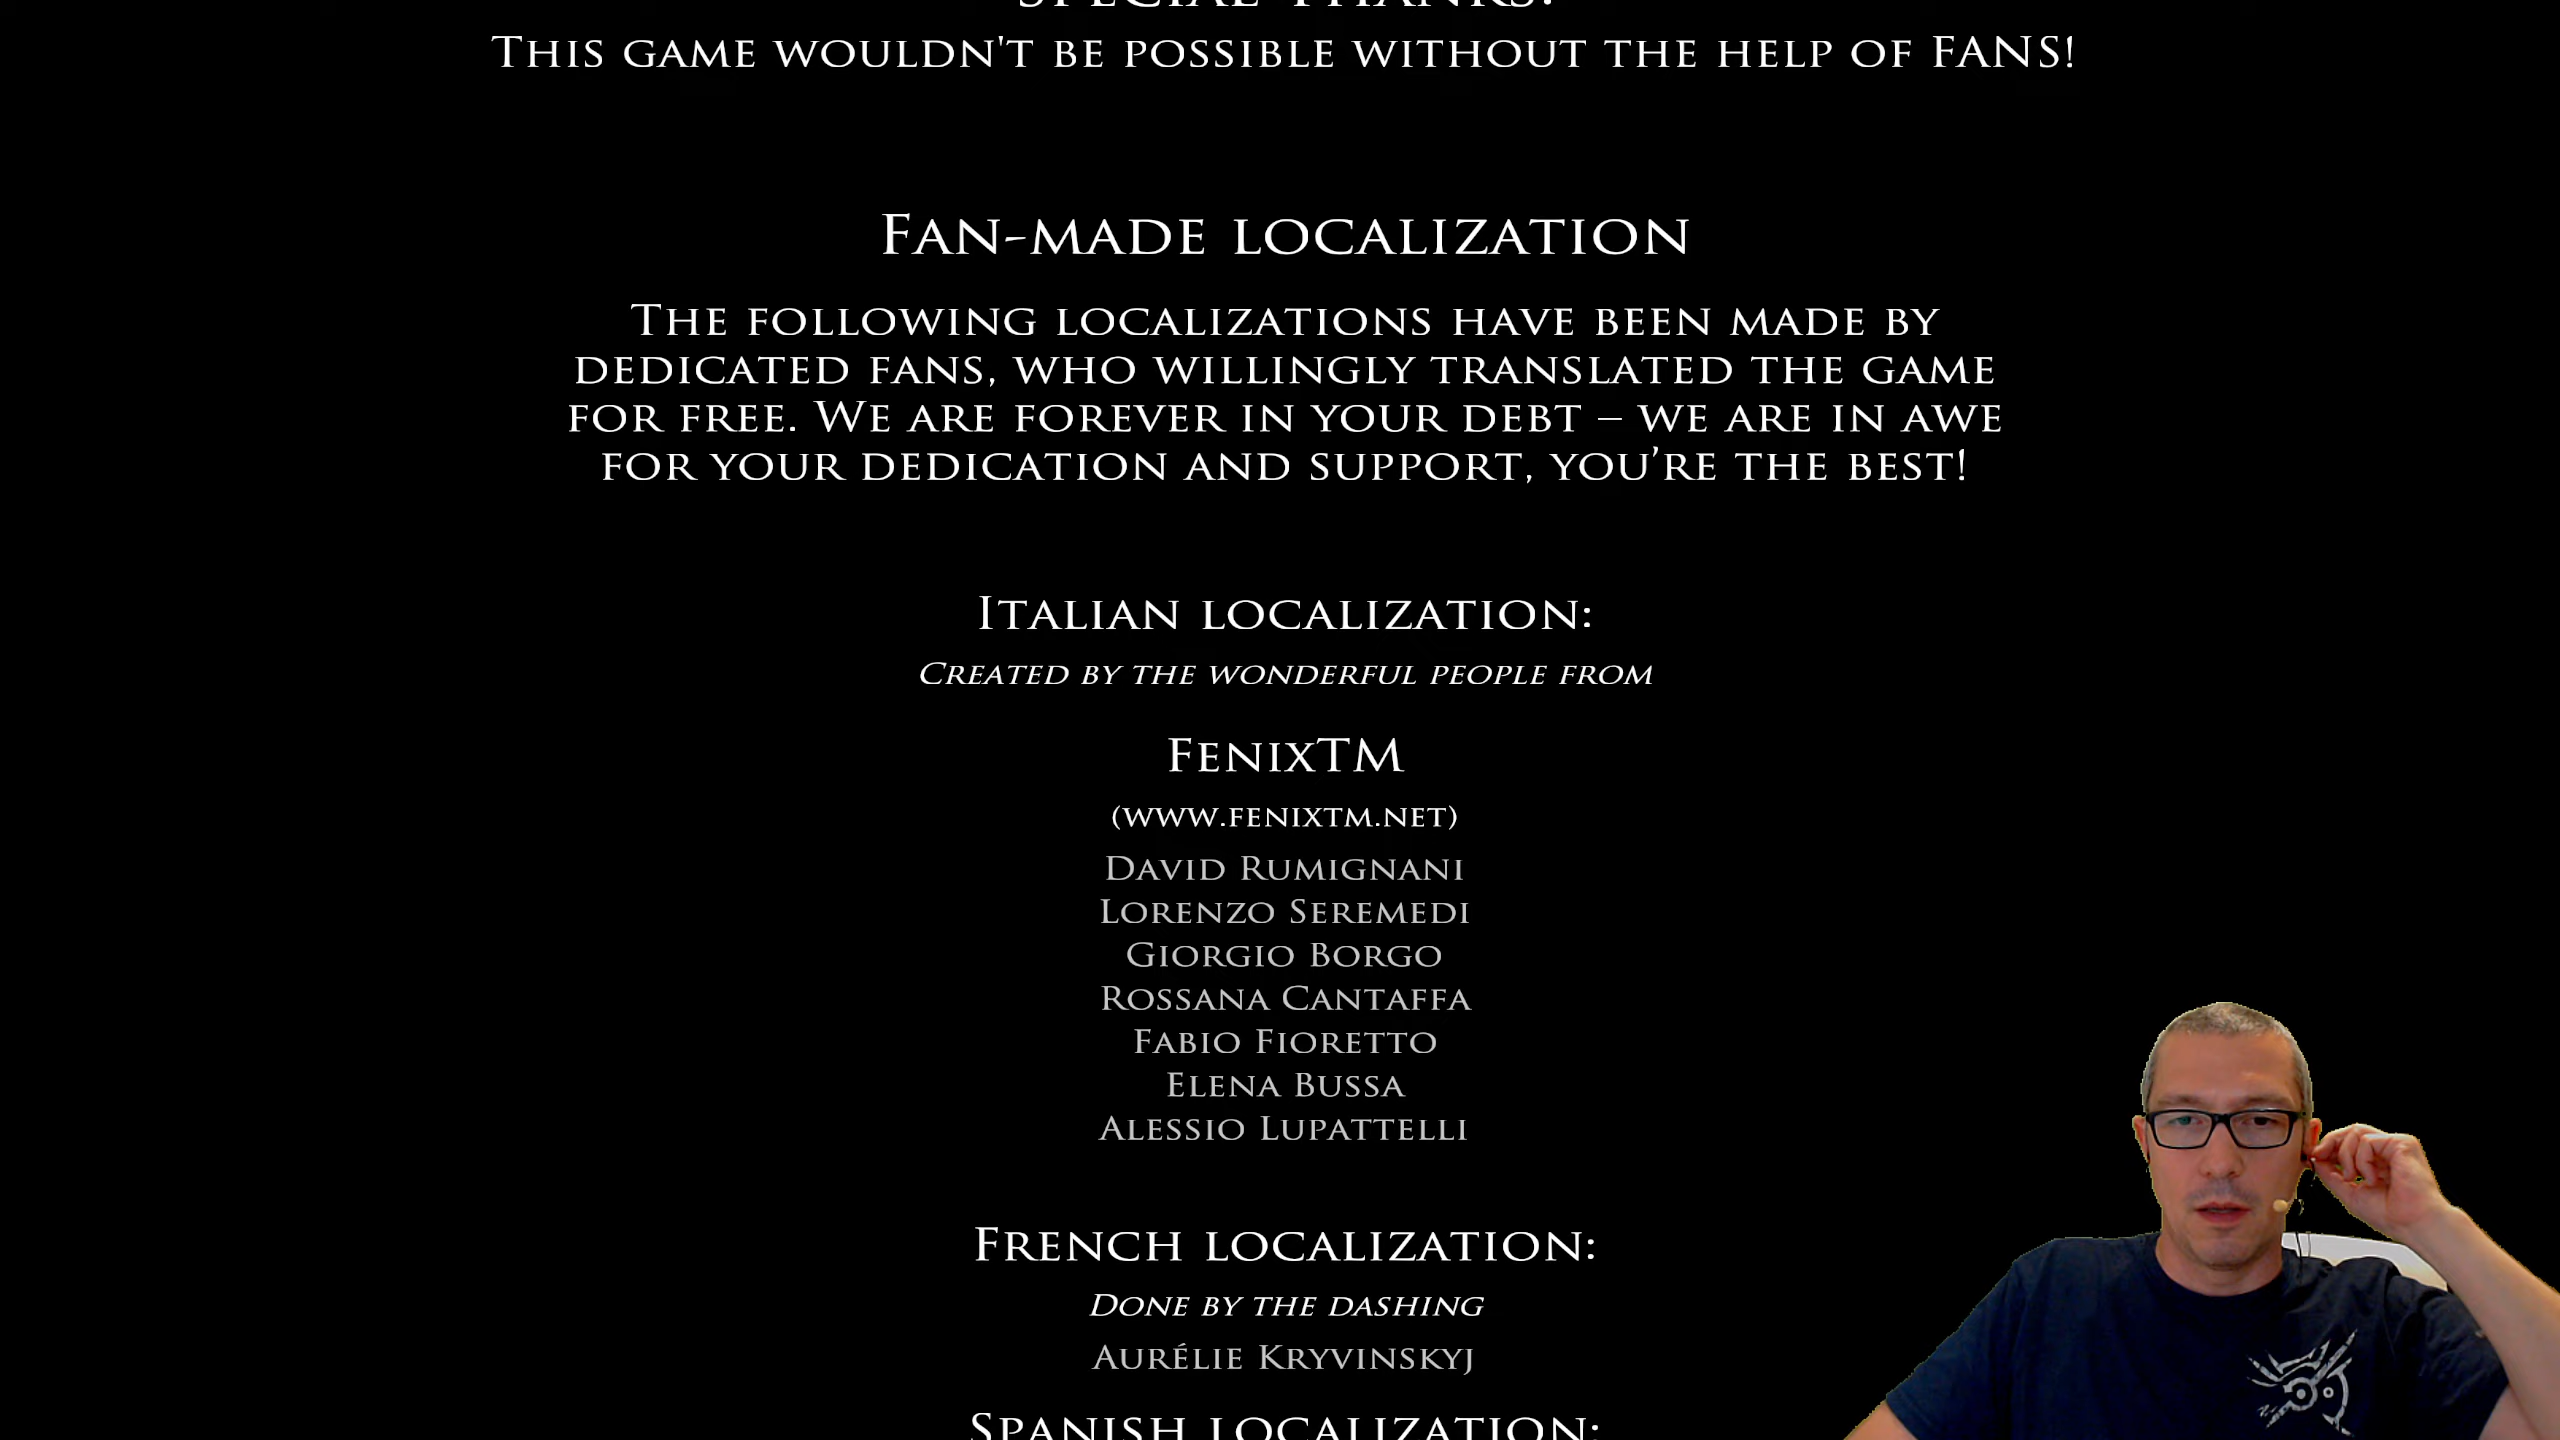 Special Thanks:
This game wouldn't be possible without the help of FANS!
Fan-made localization
The following localizations have been made by
dedicated fans, who willingly translated the game
for free. We are forever in your debt – we are in awe
for your dedication and support, you’re the best!
Italian localization:
Created by the wonderful people from
FenixTM
(www.fenixtm.net)
David Rumignani
Lorenzo Seremedi
Giorgio Borgo
Rossana Cantaffa
Fabio Fioretto
Elena Bussa
Alessio Lupattelli
French localization:
Done by the dashing
Aurélie Kryvinskyj
Spanish localization: